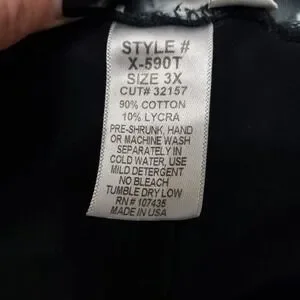 STYLE #
X-590T
SIZE 3X
CUT# 32157
90% COTTON
10% LYCRA
PRE-SHRUNK, HAND
OR MACHINE WASH
SEPARATELY IN
COLD WATER, USE
MILD DETERGENT
NO BLEACH
TUMBLE DRY LOW
RN # 107435
MADE IN USA